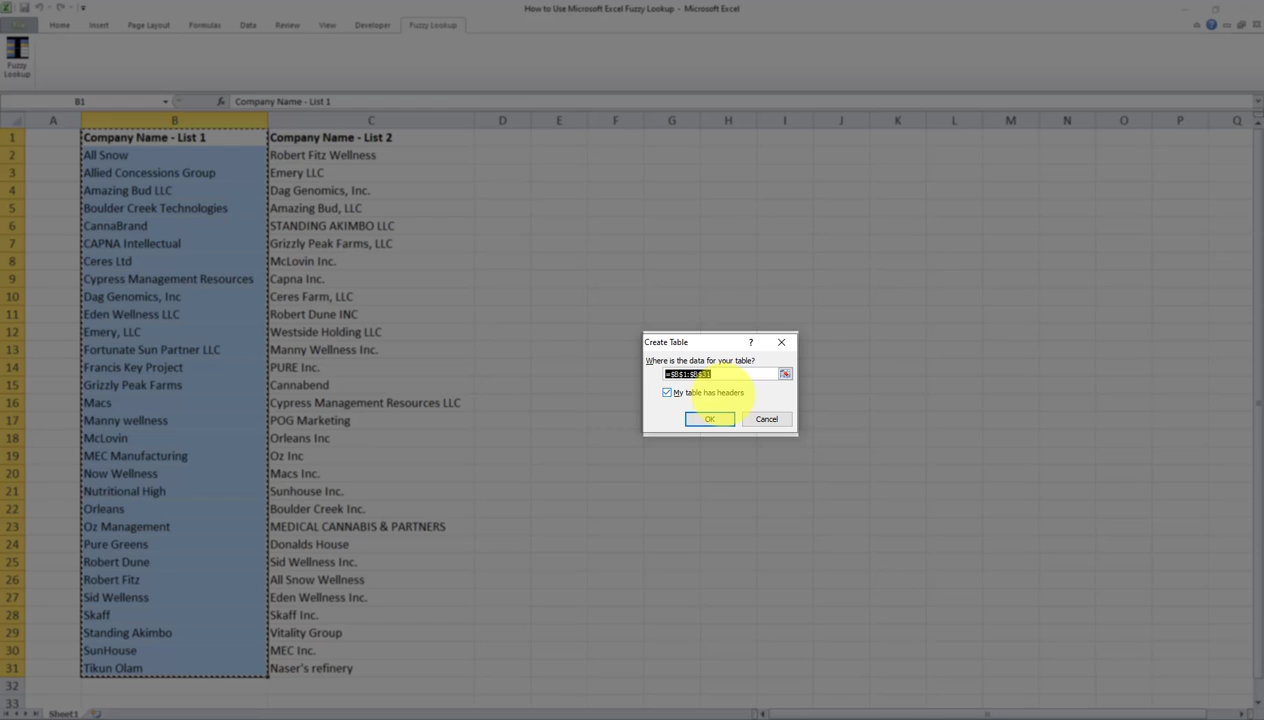 How to Use Microsoft Excel Fuzzy Lookup - Microsoft Excel
Home Insert Page Layout Formulas Data Review View Developer Fuzzy Lookup
Fuzzy
Lookup
B1 fx Company Name - List 1
A B C D E F G H I J K L M N O P Q
1 Company Name - List 1 Company Name - List 2
2 All Snow Robert Fitz Wellness
3 Allied Concessions Group Emery LLC
4 Amazing Bud LLC Dag Genomics, Inc.
5 Boulder Creek Technologies Amazing Bud, LLC
6 CannaBrand STANDING AKIMBO LLC
7 CAPNA Intellectual Grizzly Peak Farms, LLC
8 Ceres Ltd McLovin Inc.
9 Cypress Management Resources Capna Inc.
10 Dag Genomics, Inc Ceres Farm, LLC
11 Eden Wellness LLC Robert Dune INC
12 Emery, LLC Westside Holding LLC
13 Fortunate Sun Partner LLC Manny Wellness Inc.
14 Francis Key Project PURE Inc.
15 Grizzly Peak Farms Cannabend
16 Macs Cypress Management Resources LLC
17 Manny wellness POG Marketing
18 McLovin Orleans Inc
19 MEC Manufacturing Oz Inc
20 Now Wellness Macs Inc.
21 Nutritional High Sunhouse Inc.
22 Orleans Boulder Creek Inc.
23 Oz Management MEDICAL CANNABIS & PARTNERS
24 Pure Greens Donalds House
25 Robert Dune Sid Wellness Inc.
26 Robert Fitz All Snow Wellness
27 Sid Wellenss Eden Wellness Inc.
28 Skaff Skaff Inc.
29 Standing Akimbo Vitality Group
30 SunHouse MEC Inc.
31 Tikun Olam Naser's refinery
32
33
Create Table ?
Where is the data for your table?
=$B$1:$B$31
My table has headers
OK Cancel
Sheet1